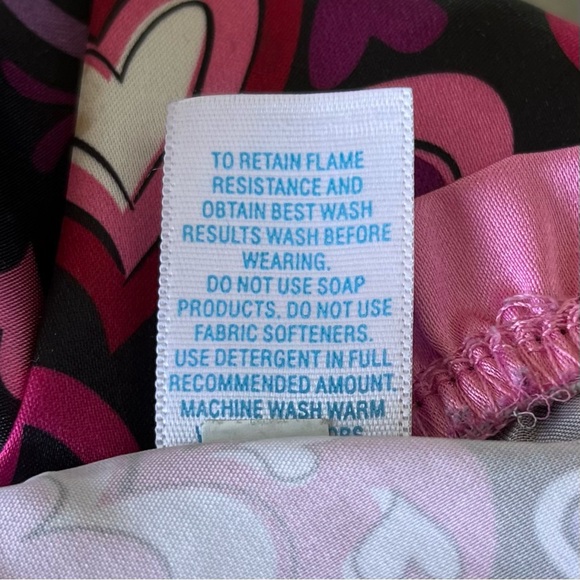 TO RETAIN FLAME
RESISTANCE AND
OBTAIN BEST WASH
RESULTS WASH BEFORE
WEARING.
DO NOT USE SOAP
PRODUCTS. DO NOT USE
FABRIC SOFTENERS.
USE DETERGENT IN FULL
RECOMMENDED AMOUNT.
MACHINE WASH WARM